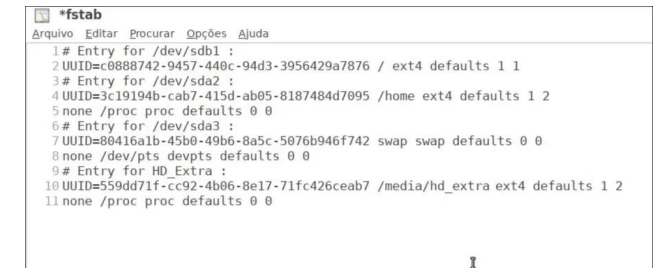 *fstab
Arquivo Editar Procurar Opções Ajuda
1 # Entry for /dev/sdb1 :
2 UUID=c0888742-9457-440c-94d3-3956429a7876 / ext4 defaults 1 1
3 # Entry for /dev/sda2 :
4 UUID=3c19194b-cab7-415d-ab05-8187484d7095 /home ext4 defaults 1 2
5 none /proc proc defaults 0 0
6 # Entry for /dev/sda3 :
7 UUID=80416a1b-45b0-49b6-8a5c-5076b946f742 swap swap defaults 0 0
8 none /dev/pts devpts defaults 0 0
9 # Entry for HD_Extra :
10 UUID=559dd71f-cc92-4b06-8e17-71fc426ceab7 /media/hd_extra ext4 defaults 1 2
11 none /proc proc defaults 0 0